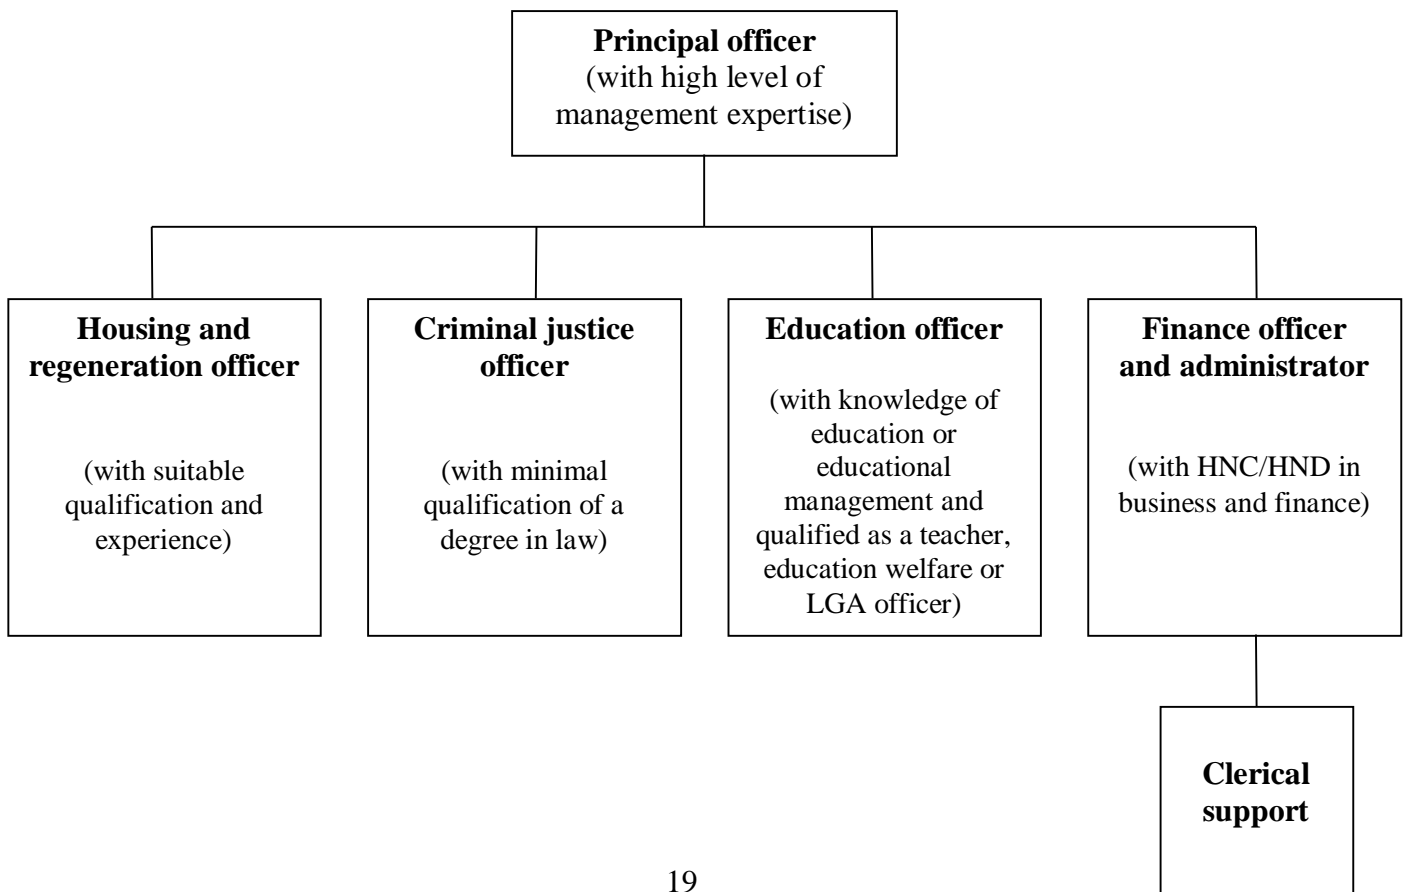 Principal officer
(with high level of
management expertise)
Housing and
regeneration officer
(with suitable
qualification and
experience)
Criminal justice
officer
(with minimal
qualification of a
degree in law)
Education officer
(with knowledge of
education or
educational
management and
qualified as a teacher,
education welfare or
LGA officer)
Finance officer
and administrator
(with HNC/HND in
business and finance)
Clerical
support
19